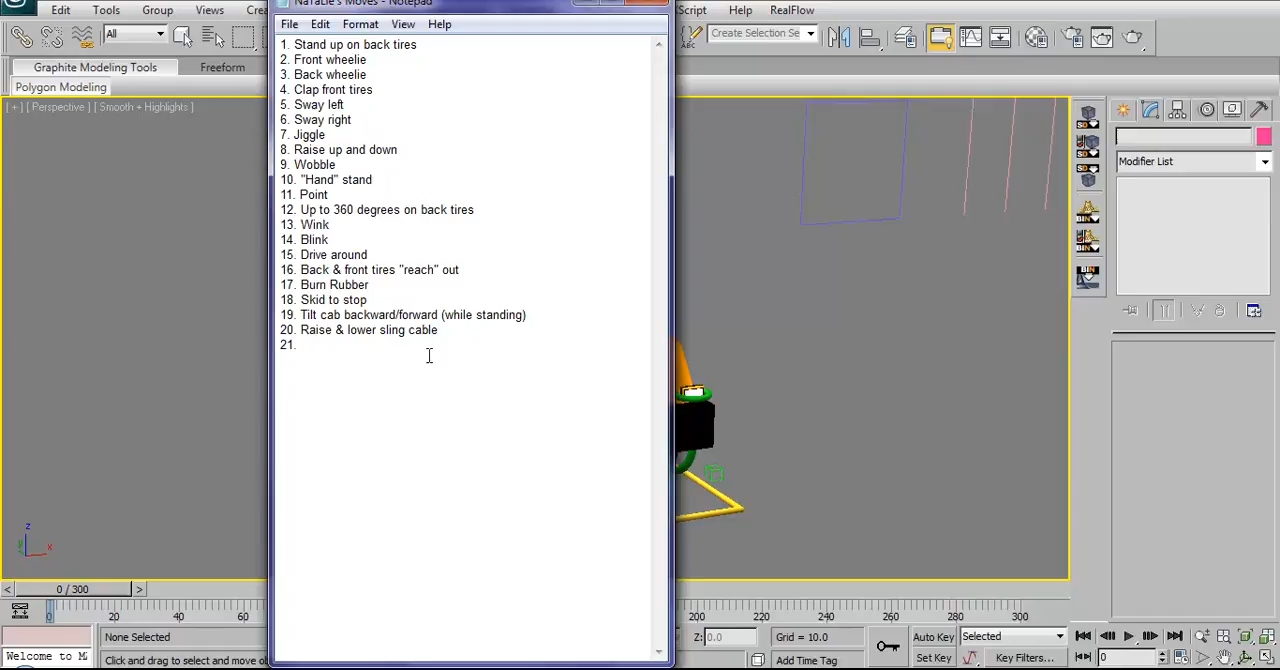 Edit
Tools
Group
Views
Script
Help
RealFlow
NaTaLie's Moves - Notepad
All
Create Selection Se
Graphite Modeling Tools
Freeform
Polygon Modeling
[ + ] [ Perspective ] [ Smooth + Highlights ]
File Edit Format View Help
1. Stand up on back tires
2. Front wheelie
3. Back wheelie
4. Clap front tires
5. Sway left
6. Sway right
7. Jiggle
8. Raise up and down
9. Wobble
10. "Hand" stand
11. Point
12. Up to 360 degrees on back tires
13. Wink
14. Blink
15. Drive around
16. Back & front tires "reach" out
17. Burn Rubber
18. Skid to stop
19. Tilt cab backward/forward (while standing)
20. Raise & lower sling cable
21.
Modifier List
z
x
0 / 300
0 20 40 60 200 220 240 260 280 300
None Selected
Z: 0.0
Grid = 10.0
Auto Key
Selected
Welcome to M
Click and drag to select and move o
Add Time Tag
Set Key
Key Filters...
0